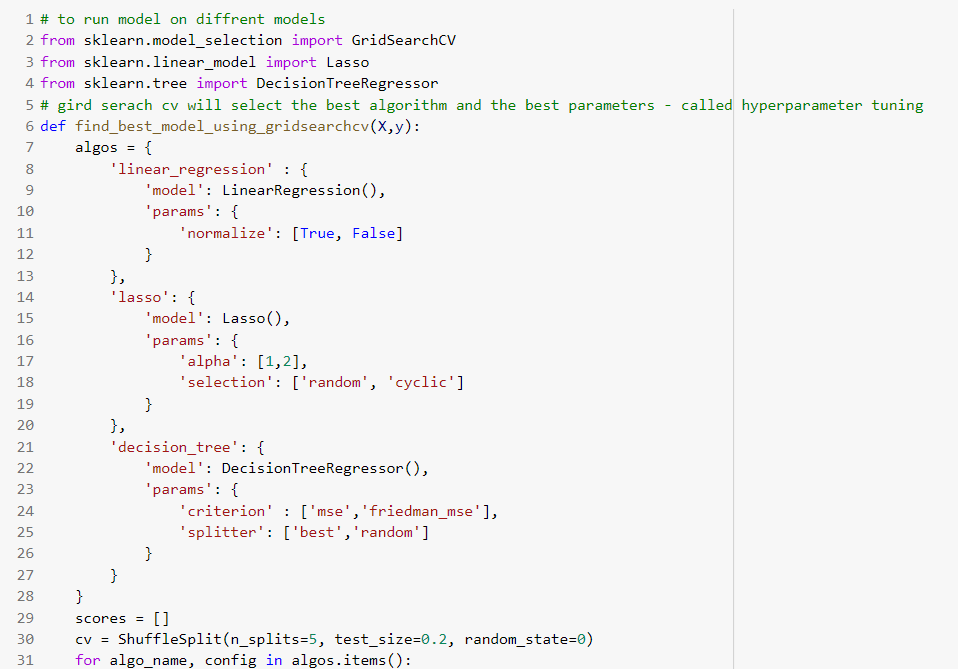 1 # to run model on diffrent models
2 from sklearn.model_selection import GridSearchCV
3 from sklearn.linear_model import Lasso
4 from sklearn.tree import DecisionTreeRegressor
5 # gird serach cv will select the best algorithm and the best parameters - called hyperparameter tuning
6 def find_best_model_using_gridsearchcv(X,y):
7     algos = {
8         'linear_regression' : {
9             'model': LinearRegression(),
10             'params': {
11                 'normalize': [True, False]
12             }
13         },
14         'lasso': {
15             'model': Lasso(),
16             'params': {
17                 'alpha': [1,2],
18                 'selection': ['random', 'cyclic']
19             }
20         },
21         'decision_tree': {
22             'model': DecisionTreeRegressor(),
23             'params': {
24                 'criterion' : ['mse','friedman_mse'],
25                 'splitter': ['best','random']
26             }
27         }
28     }
29     scores = []
30     cv = ShuffleSplit(n_splits=5, test_size=0.2, random_state=0)
31     for algo_name, config in algos.items():